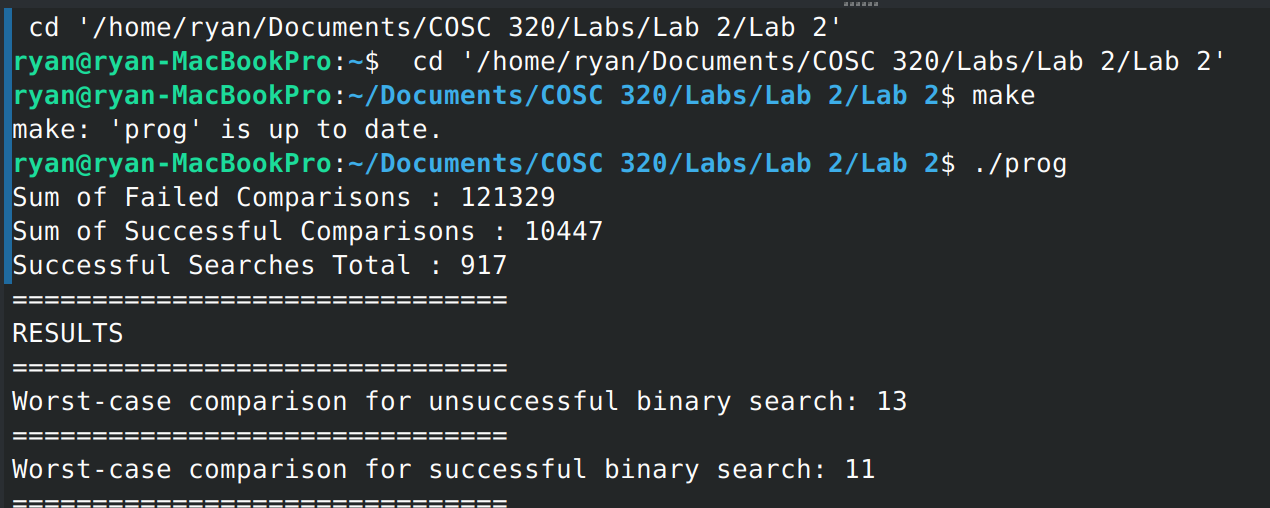 cd '/home/ryan/Documents/COSC 320/Labs/Lab 2/Lab 2'
ryan@ryan-MacBookPro:~$  cd '/home/ryan/Documents/COSC 320/Labs/Lab 2/Lab 2'
ryan@ryan-MacBookPro:~/Documents/COSC 320/Labs/Lab 2/Lab 2$ make
make: 'prog' is up to date.
ryan@ryan-MacBookPro:~/Documents/COSC 320/Labs/Lab 2/Lab 2$ ./prog
Sum of Failed Comparisons : 121329
Sum of Successful Comparisons : 10447
Successful Searches Total : 917
===============================
RESULTS
===============================
Worst-case comparison for unsuccessful binary search: 13
===============================
Worst-case comparison for successful binary search: 11
===============================